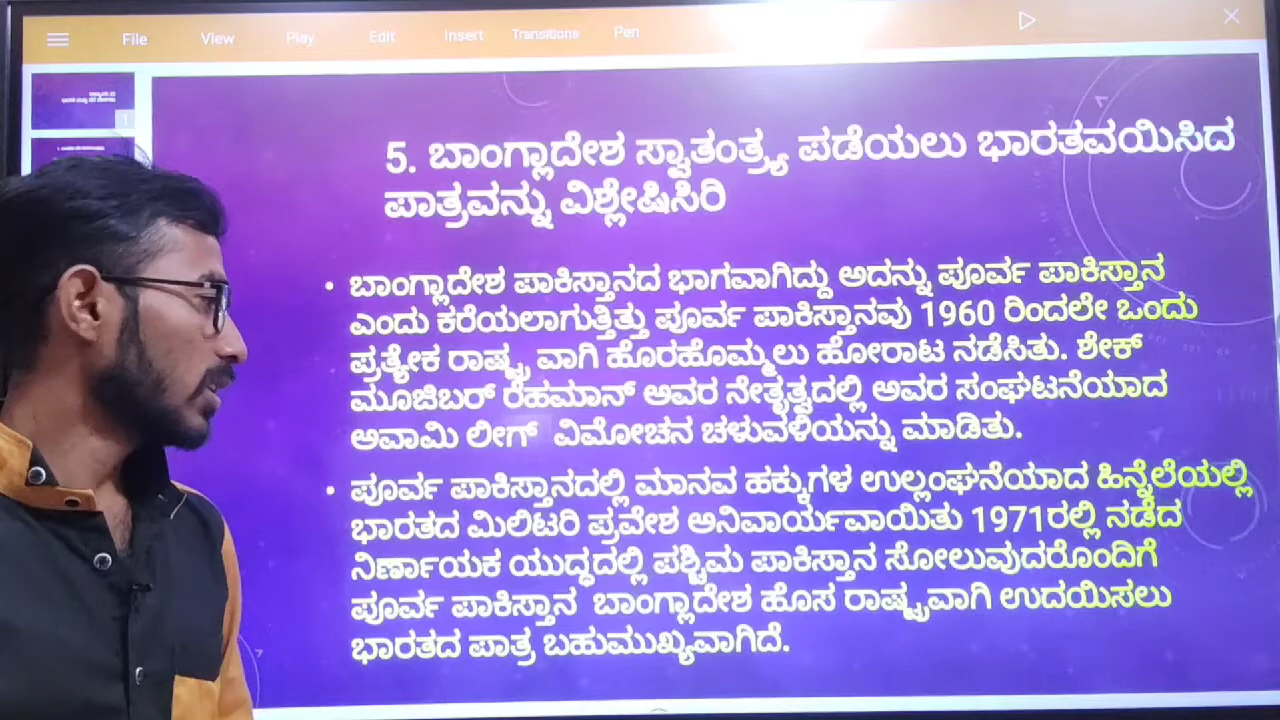 File View Play Edit Insert Transitions Pen
1
5. ಬಾಂಗ್ಲಾದೇಶ ಸ್ವಾತಂತ್ರ್ಯ ಪಡೆಯಲು ಭಾರತವಯಿಸಿದ
ಪಾತ್ರವನ್ನು ವಿಶ್ಲೇಷಿಸಿರಿ
• ಬಾಂಗ್ಲಾದೇಶ ಪಾಕಿಸ್ತಾನದ ಭಾಗವಾಗಿದ್ದು ಅದನ್ನು ಪೂರ್ವ ಪಾಕಿಸ್ತಾನ
ಎಂದು ಕರೆಯಲಾಗುತ್ತಿತ್ತು ಪೂರ್ವ ಪಾಕಿಸ್ತಾನವು 1960 ರಿಂದಲೇ ಒಂದು
ಪ್ರತ್ಯೇಕ ರಾಷ್ಟ್ರ ವಾಗಿ ಹೊರಹೊಮ್ಮಲು ಹೋರಾಟ ನಡೆಸಿತು. ಶೇಕ್
ಮೂಜಿಬರ್ ರೆಹಮಾನ್ ಅವರ ನೇತೃತ್ವದಲ್ಲಿ ಅವರ ಸಂಘಟನೆಯಾದ
ಅವಾಮಿ ಲೀಗ್ ವಿಮೋಚನ ಚಳುವಳಿಯನ್ನು ಮಾಡಿತು.
• ಪೂರ್ವ ಪಾಕಿಸ್ತಾನದಲ್ಲಿ ಮಾನವ ಹಕ್ಕುಗಳ ಉಲ್ಲಂಘನೆಯಾದ ಹಿನ್ನೆಲೆಯಲ್ಲಿ
ಭಾರತದ ಮಿಲಿಟರಿ ಪ್ರವೇಶ ಅನಿವಾರ್ಯವಾಯಿತು 1971ರಲ್ಲಿ ನಡೆದ
ನಿರ್ಣಾಯಕ ಯುದ್ಧದಲ್ಲಿ ಪಶ್ಚಿಮ ಪಾಕಿಸ್ತಾನ ಸೋಲುವುದರೊಂದಿಗೆ
ಪೂರ್ವ ಪಾಕಿಸ್ತಾನ ಬಾಂಗ್ಲಾದೇಶ ಹೊಸ ರಾಷ್ಟ್ರವಾಗಿ ಉದಯಿಸಲು
ಭಾರತದ ಪಾತ್ರ ಬಹುಮುಖ್ಯವಾಗಿದೆ.